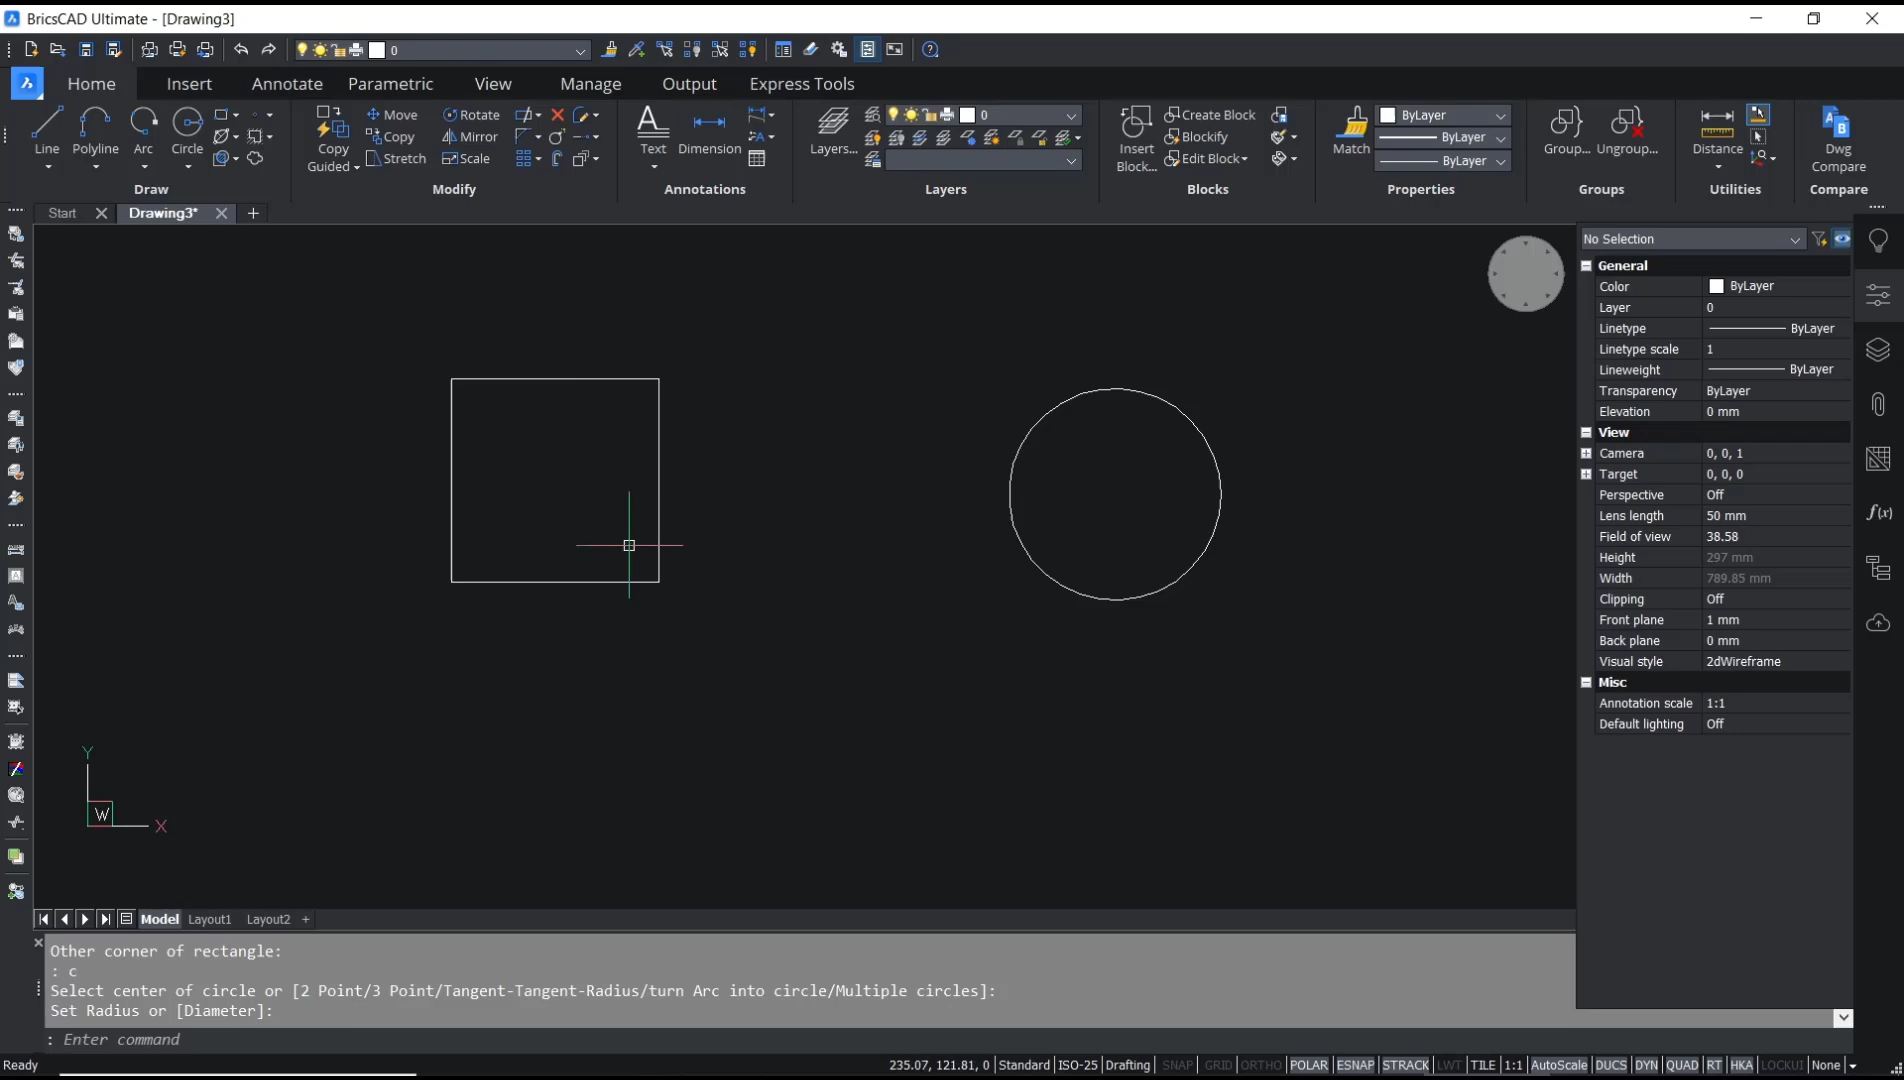 BricsCAD Ultimate - [Drawing3]
0
Home Insert Annotate Parametric View Manage Output Express Tools
Line Polyline Arc Circle
Draw
Copy Guided
Move Rotate
Copy Mirror
Stretch Scale
Modify
Text Dimension
Annotations
Layers...
0
Layers
Insert Block...
Create Block
Blockify
Edit Block
Blocks
Match
ByLayer
ByLayer
ByLayer
Properties
Group... Ungroup...
Groups
Distance
Utilities
Dwg Compare
Compare
Start Drawing3*
No Selection
General
Color ByLayer
Layer 0
Linetype ByLayer
Linetype scale 1
Lineweight ByLayer
Transparency ByLayer
Elevation 0 mm
View
Camera 0, 0, 1
Target 0, 0, 0
Perspective Off
Lens length 50 mm
Field of view 38.58
Height 297 mm
Width 789.85 mm
Clipping Off
Front plane 1 mm
Back plane 0 mm
Visual style 2dWireframe
Misc
Annotation scale 1:1
Default lighting Off
f(x)
Y
W
X
Model Layout1 Layout2 +
Other corner of rectangle:
: c
Select center of circle or [2 Point/3 Point/Tangent-Tangent-Radius/turn Arc into circle/Multiple circles]:
Set Radius or [Diameter]:
: Enter command
Ready 235.07, 121.81, 0 Standard ISO-25 Drafting SNAP GRID ORTHO POLAR ESNAP STRACK LWT TILE 1:1 AutoScale DUCS DYN QUAD RT HKA LOCKUI None